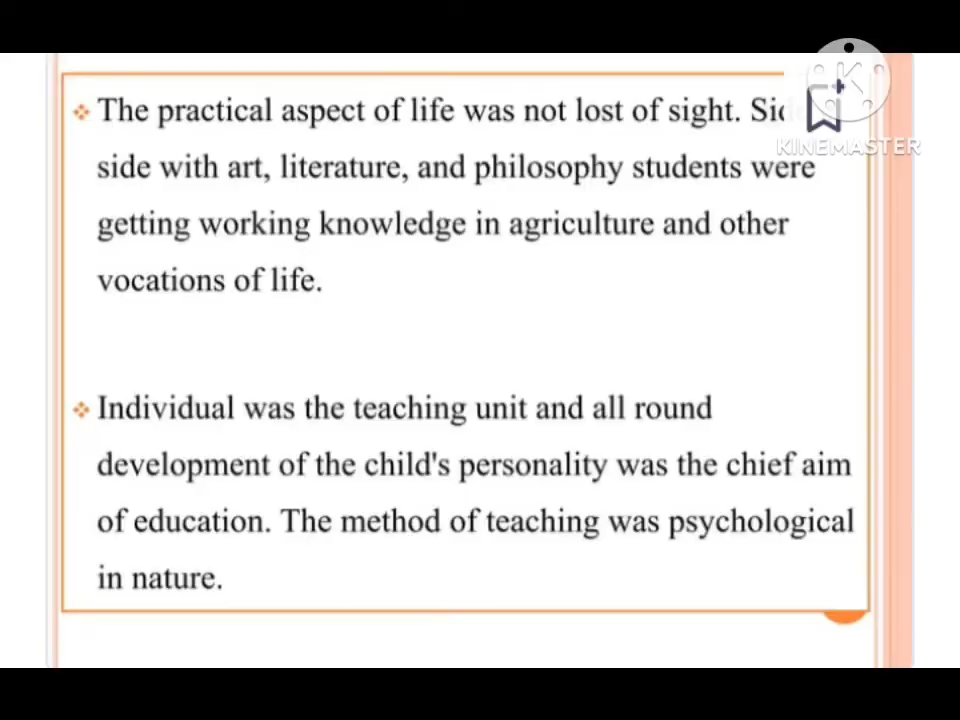 The practical aspect of life was not lost of sight.
side with art, literature, and philosophy students were
getting working knowledge in agriculture and other
vocations of life.
Individual was the teaching unit and all round
development of the child's personality was the chief aim
of education. The method of teaching was psychological
in nature.
KINEMASTER